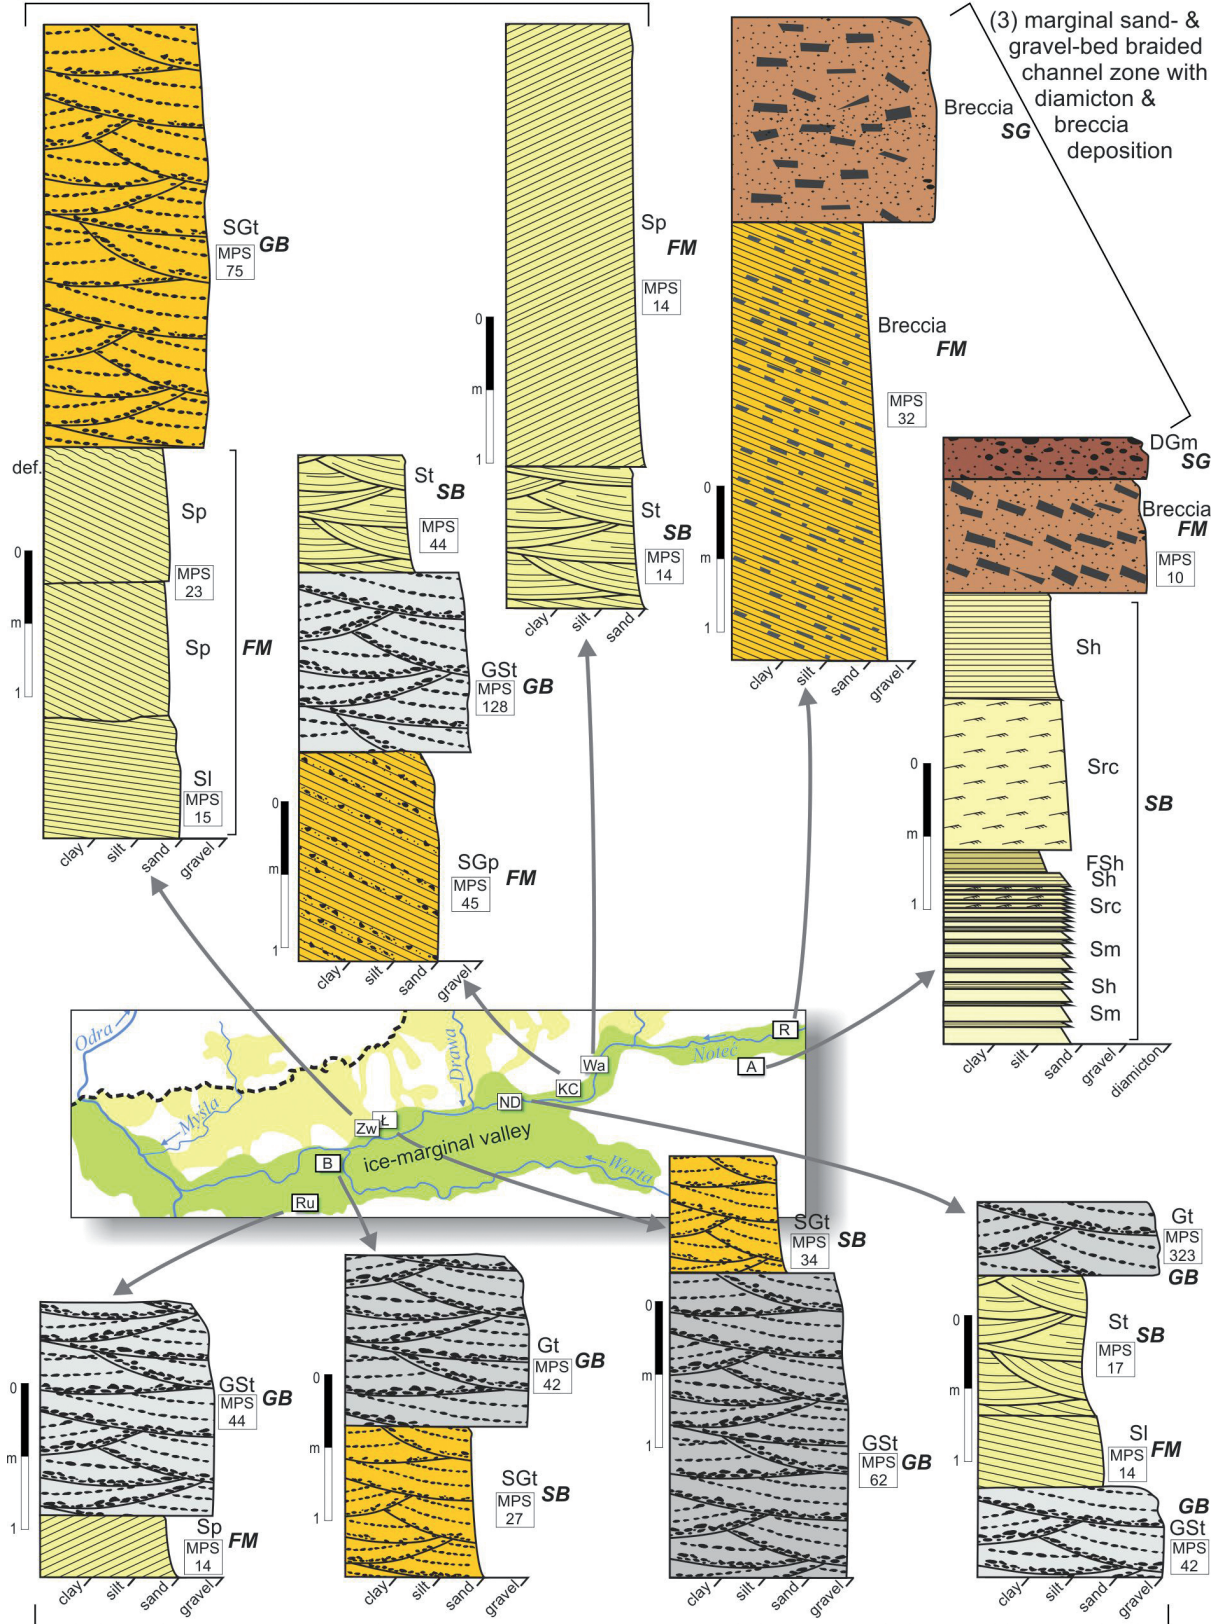 (3) marginal sand- &
gravel-bed braided
channel zone with
diamicton &
breccia
deposition
SGt
GB
MPS
75
def.
Sp
MPS
23
Sp
FM
Sl
MPS
15
0
m
1
clay
silt
sand
gravel
St
SB
MPS
44
GSt
MPS
128
GB
SGp
MPS
45
FM
0
m
1
clay
silt
sand
gravel
Sp
FM
MPS
14
St
SB
MPS
14
0
m
1
clay
silt
sand
Breccia
SG
Breccia
FM
MPS
32
0
m
1
clay
silt
sand
gravel
DGm
SG
Breccia
FM
MPS
10
Sh
Src
SB
FSh
Sh
Src
Sm
Sh
Sm
0
m
1
clay
silt
sand
gravel
diamicton
Odra
Myśla
Drawa
Noteć
Warta
ice-marginal valley
R
A
Wa
KC
ND
Ł
Zw
B
Ru
GSt
MPS
44
GB
Sp
MPS
14
FM
0
m
1
clay
silt
sand
gravel
Gt
MPS
42
GB
SGt
MPS
27
SB
0
m
1
clay
silt
sand
gravel
SGt
MPS
34
SB
GSt
MPS
62
GB
0
m
1
clay
silt
sand
gravel
Gt
MPS
323
GB
St
MPS
17
SB
Sl
MPS
14
FM
GB
GSt
MPS
42
0
m
1
clay
silt
sand
gravel